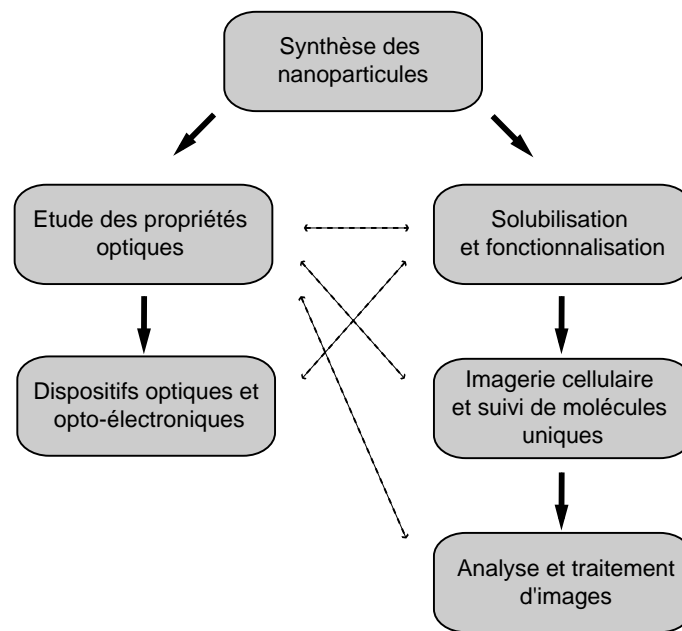 Synthèse des
nanoparticules
Etude des propriétés
optiques
Solubilisation
et fonctionnalisation
Dispositifs optiques et
opto-électroniques
Imagerie cellulaire
et suivi de molécules
uniques
Analyse et traitement
d'images